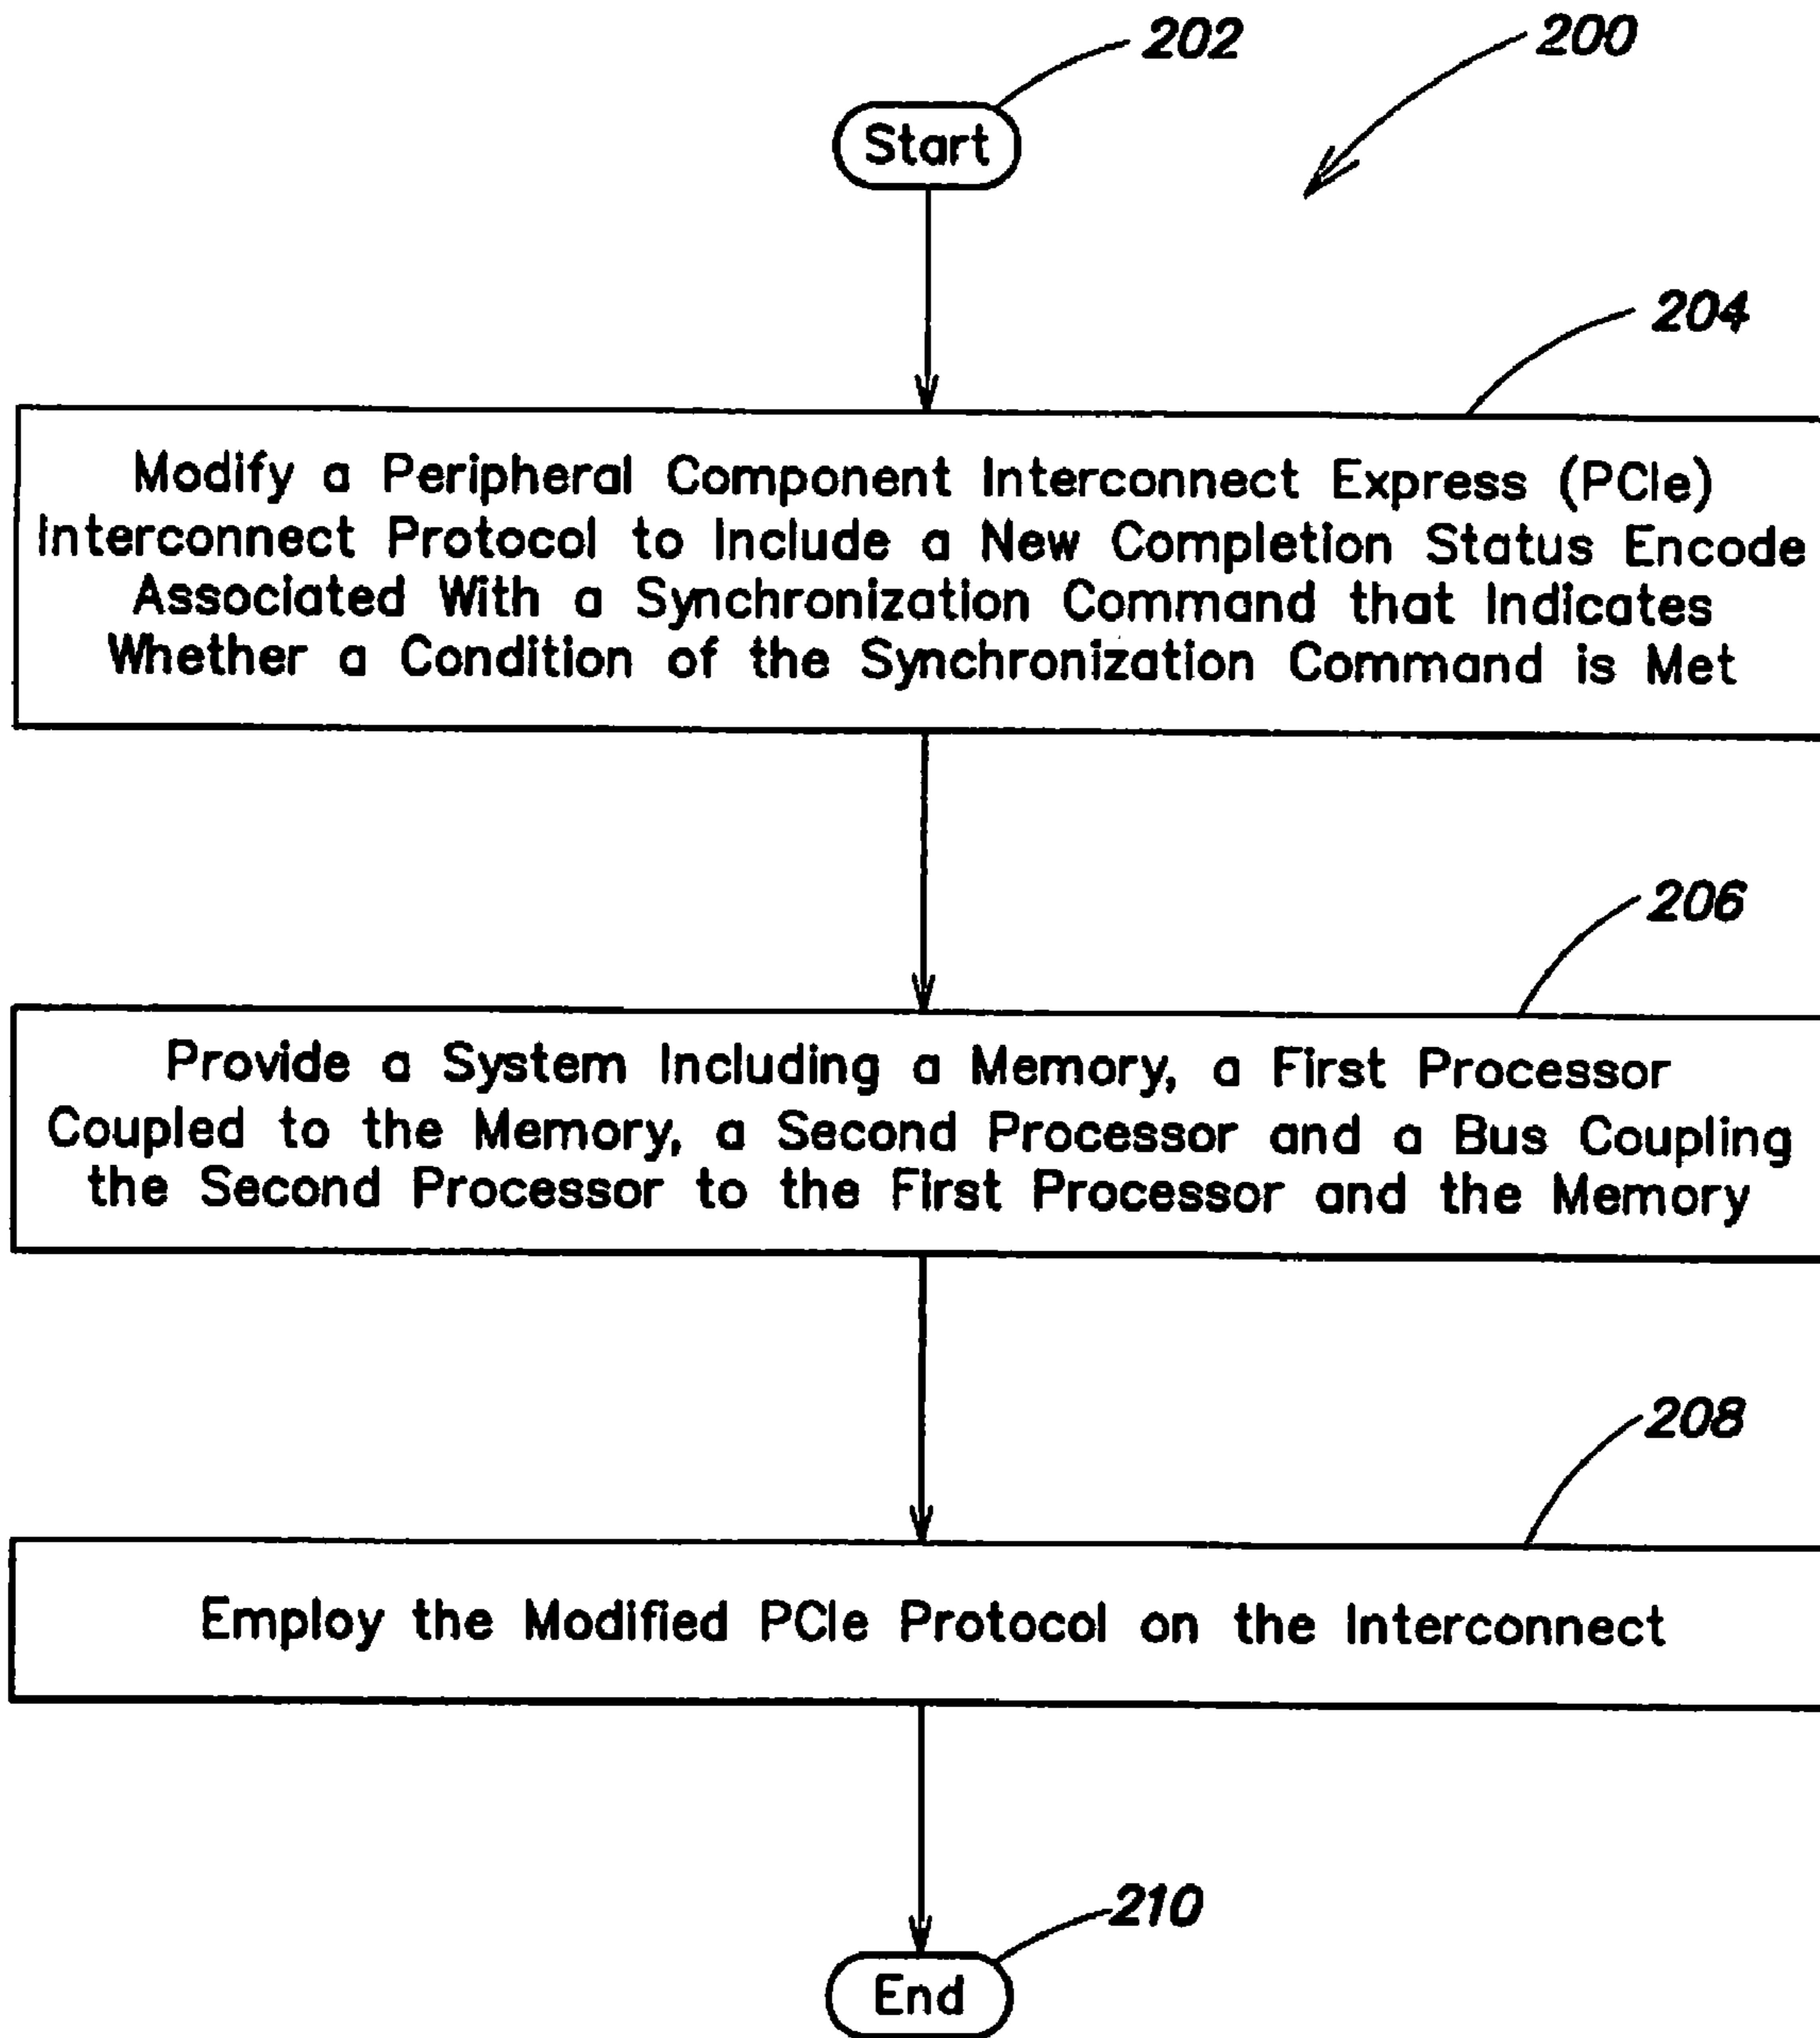 202
200
Start
204
Modify a Peripheral Component Interconnect Express (PCIe)
Interconnect Protocol to Include a New Completion Status Encode
Associated With a Synchronization Command that Indicates
Whether a Condition of the Synchronization Command is Met
206
Provide a System Including a Memory, a First Processor
Coupled to the Memory, a Second Processor and a Bus Coupling
the Second Processor to the First Processor and the Memory
208
Employ the Modified PCIe Protocol on the Interconnect
210
End